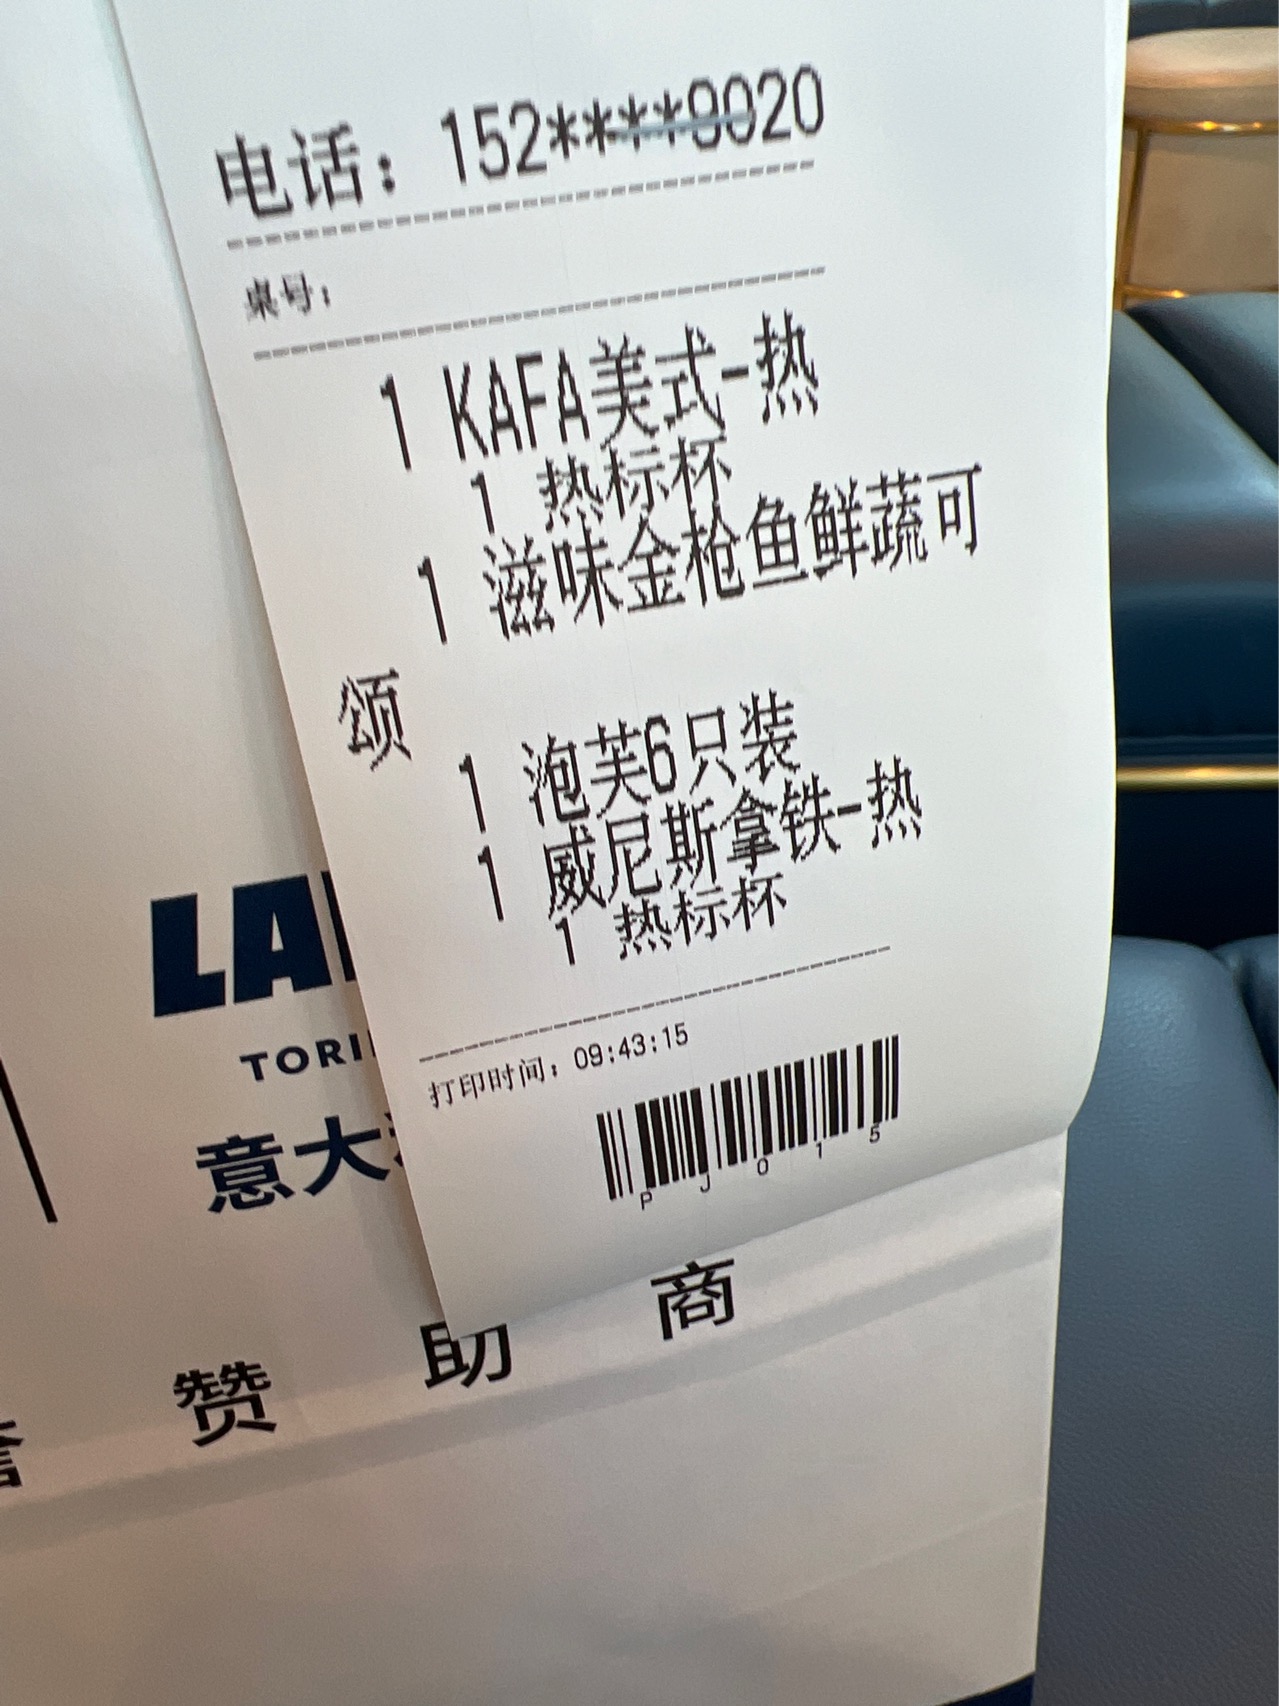 电话：152****9020
桌号：
1 KAFA美式-热
1 热标杯
1 滋味金枪鱼鲜蔬可
颂
1 泡芙6只装
1 威尼斯拿铁-热
1 热标杯
打印时间：09:43:15
PJ015
LA
TORI
意大
赞助商